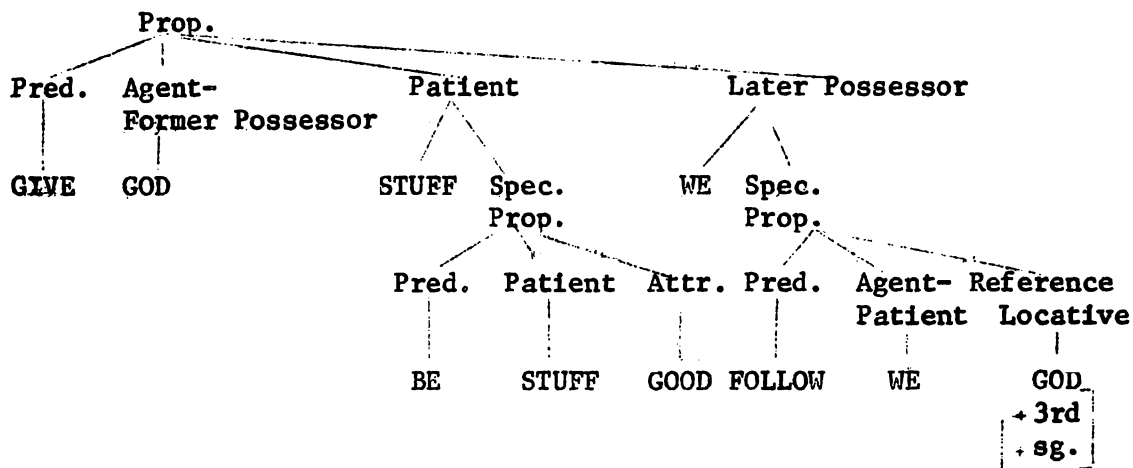 Prop.
Pred. Agent- Patient Later Possessor
Former Possessor
GIVE GOD STUFF Spec. WE Spec.
Prop. Prop.
Pred. Patient Attr. Pred. Agent- Reference
Patient Locative
BE STUFF GOOD FOLLOW WE GOD
+ 3rd
+ sg.